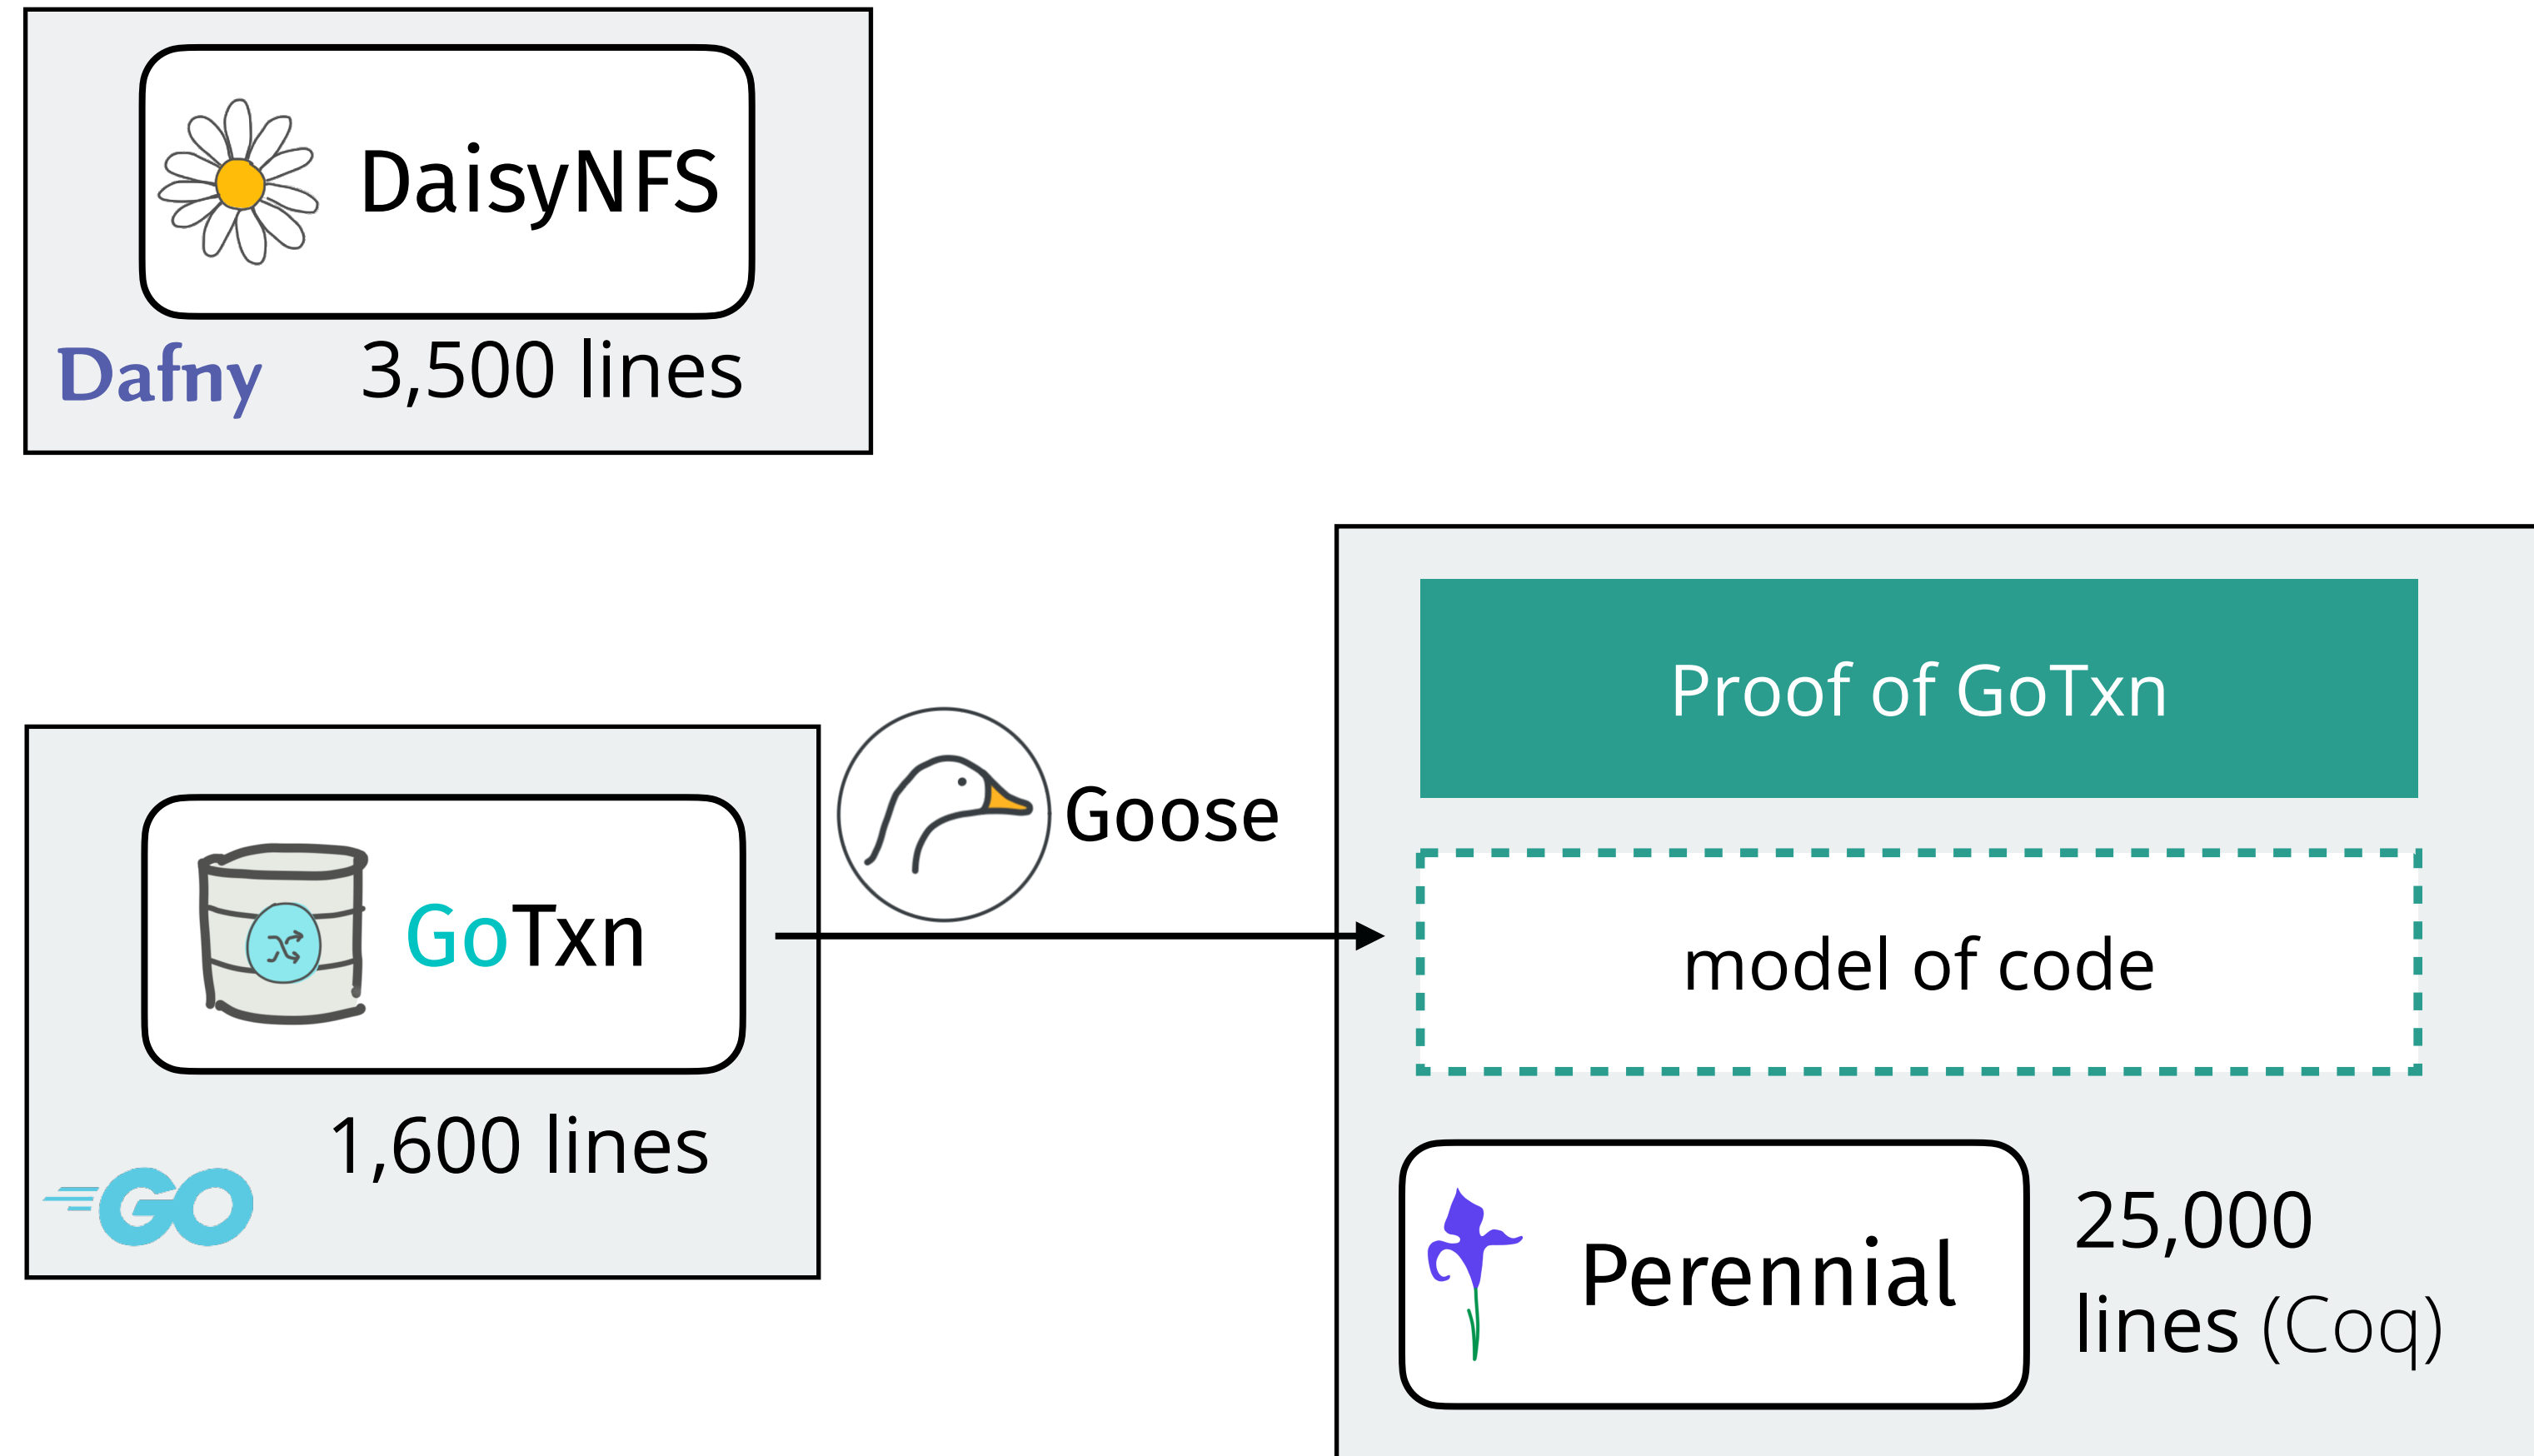 DaisyNFS
Dafny 3,500 lines
Proof of GoTxn
Goose
GoTxn
model of code
1,600 lines
GO
Perennial
25,000
lines (Coq)